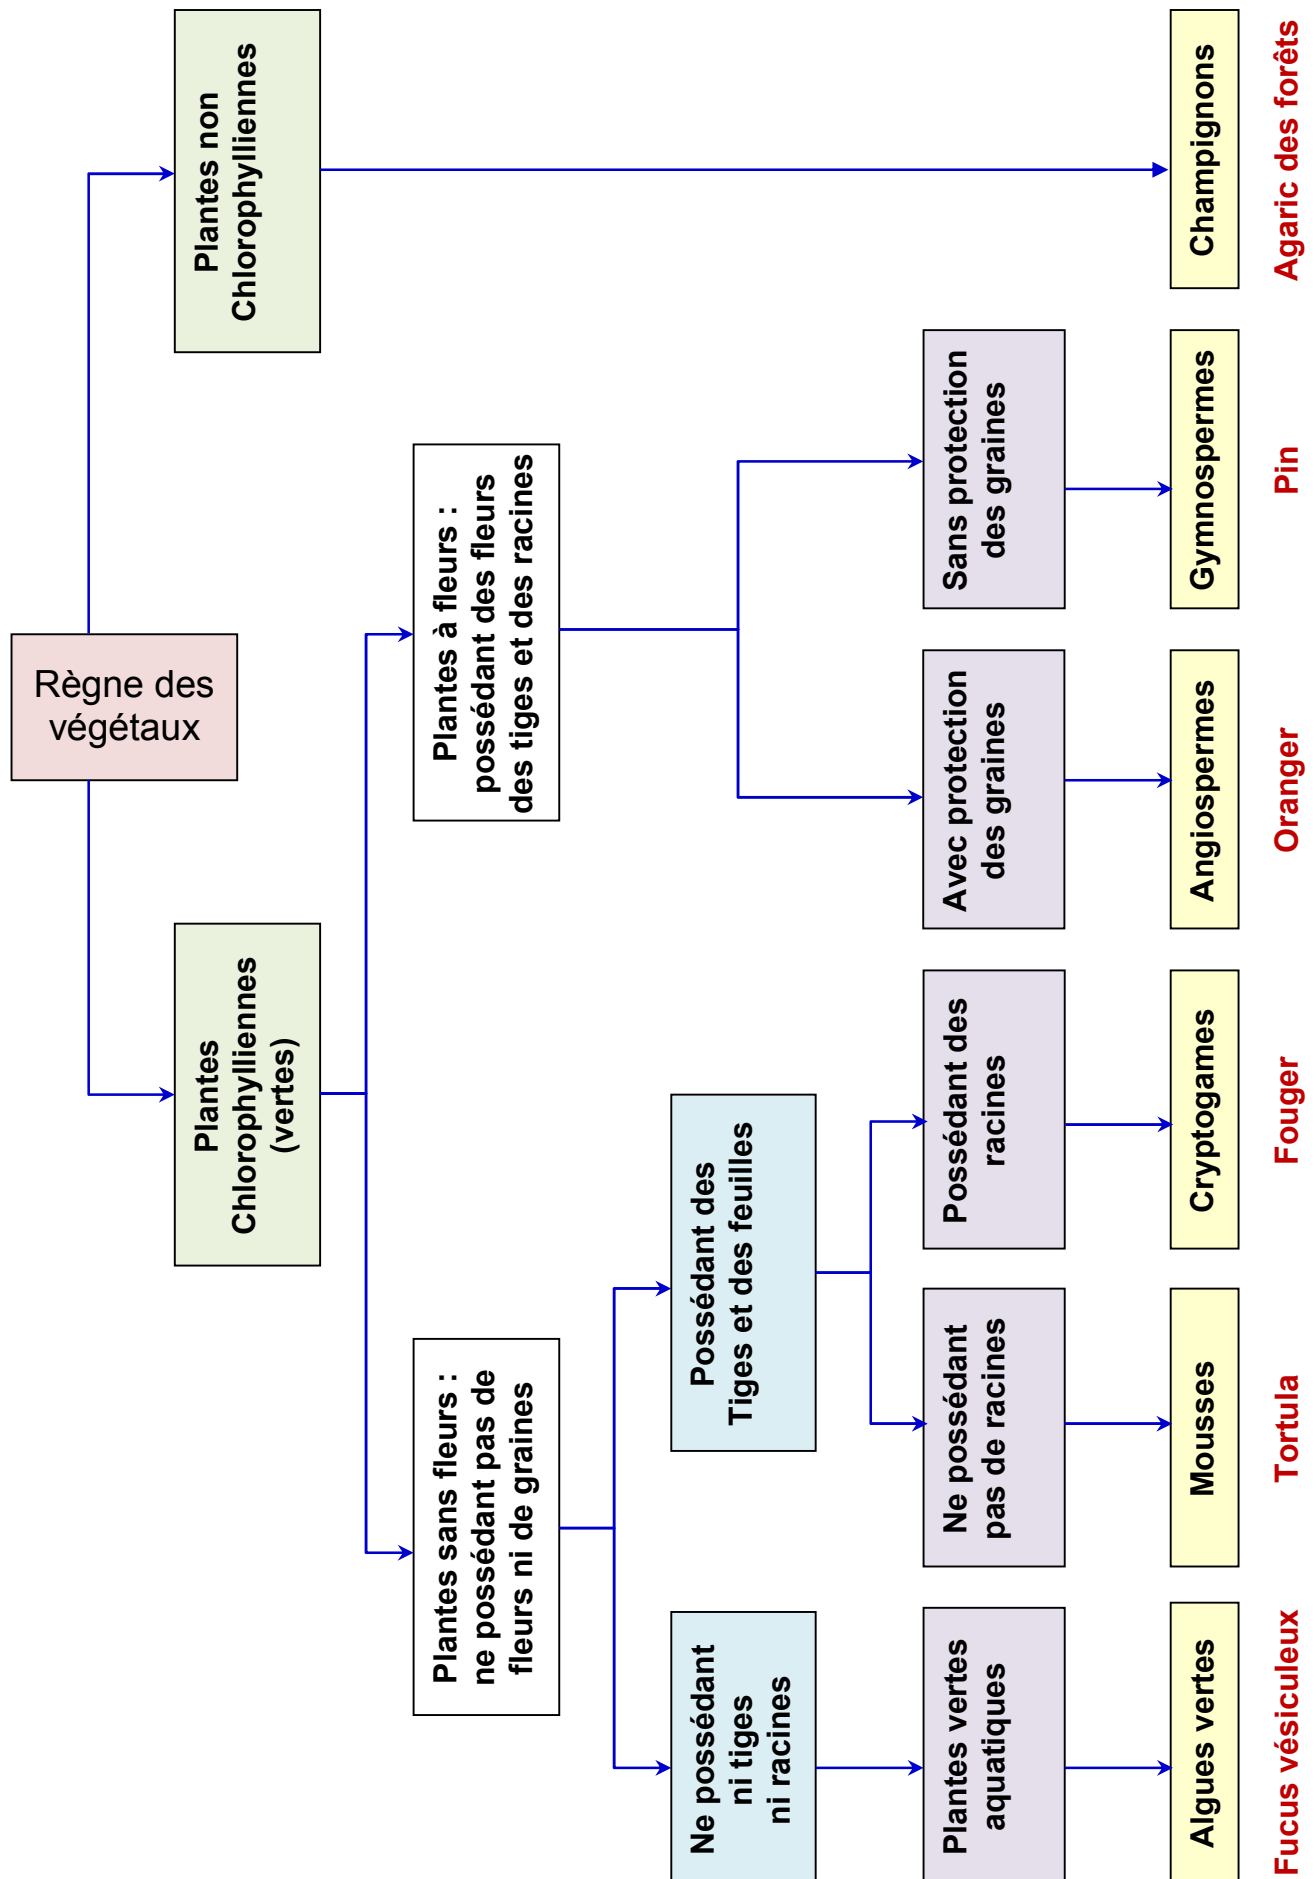 Règne des
végétaux
Plantes
Chlorophylliennes
(vertes)
Plantes non
Chlorophylliennes
Plantes sans fleurs :
ne possédant pas de
fleurs ni de graines
Plantes à fleurs :
possédant des fleurs
des tiges et des racines
Ne possédant
ni tiges
ni racines
Possédant des
Tiges et des feuilles
Plantes vertes
aquatiques
Ne possédant
pas de racines
Possédant des
racines
Avec protection
des graines
Sans protection
des graines
Algues vertes
Mousses
Cryptogames
Angiospermes
Gymnospermes
Champignons
Fucus vésiculeux
Tortula
Fouger
Oranger
Pin
Agaric des forêts